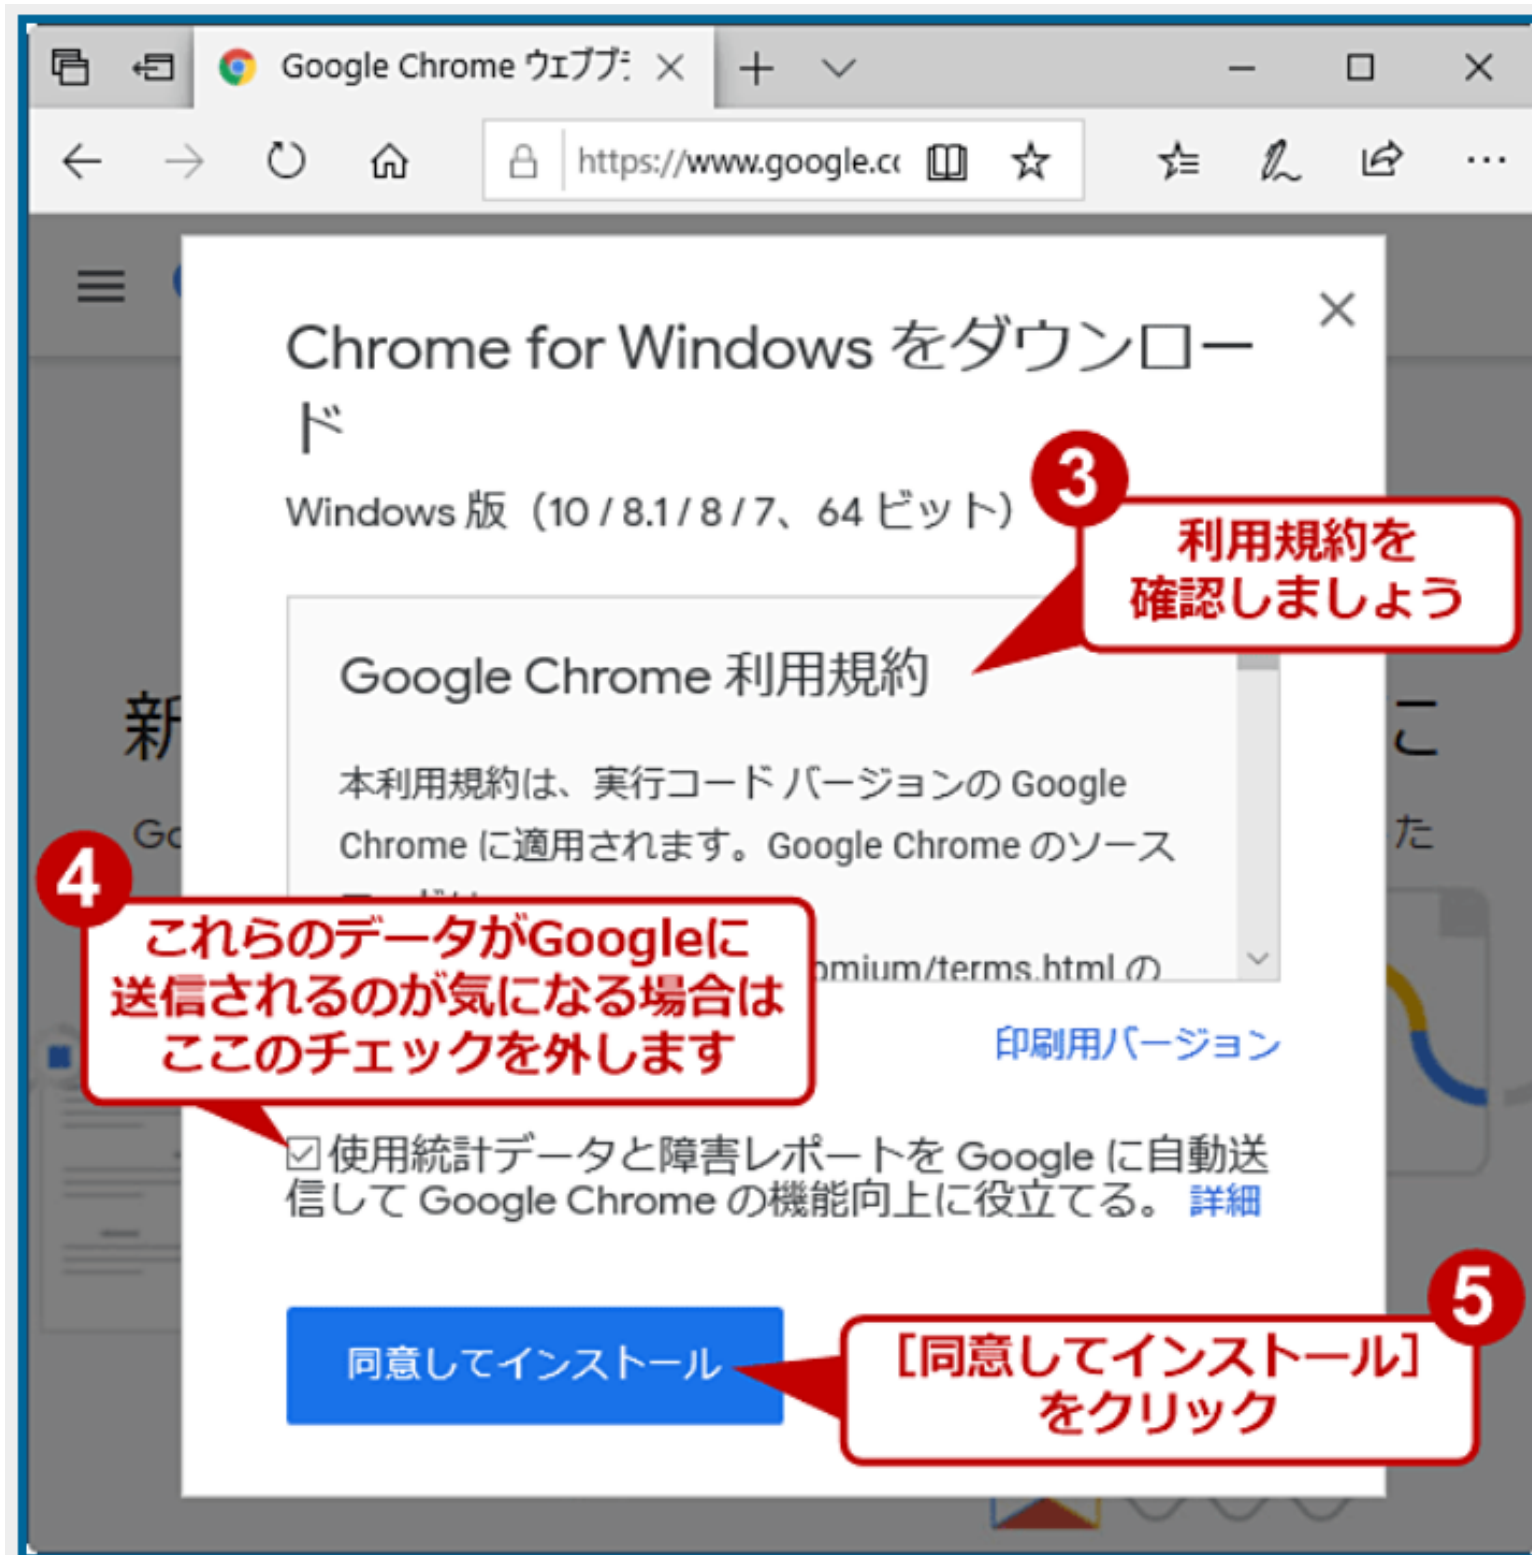 Google Chrome ウェブブ
https://www.google.co
Chrome for Windows をダウンロー
ド
Windows 版（10 / 8.1 / 8 / 7、64 ビット）
3
利用規約を
確認しましょう
Google Chrome 利用規約
新
こ
本利用規約は、実行コード バージョンの Google
Chrome に適用されます。Google Chrome のソース
Go
た
4
これらのデータがGoogleに
送信されるのが気になる場合は
ここのチェックを外します
omium/terms.html の
印刷用バージョン
使用統計データと障害レポートを Google に自動送
信して Google Chrome の機能向上に役立てる。 詳細
5
同意してインストール
［同意してインストール］
をクリック